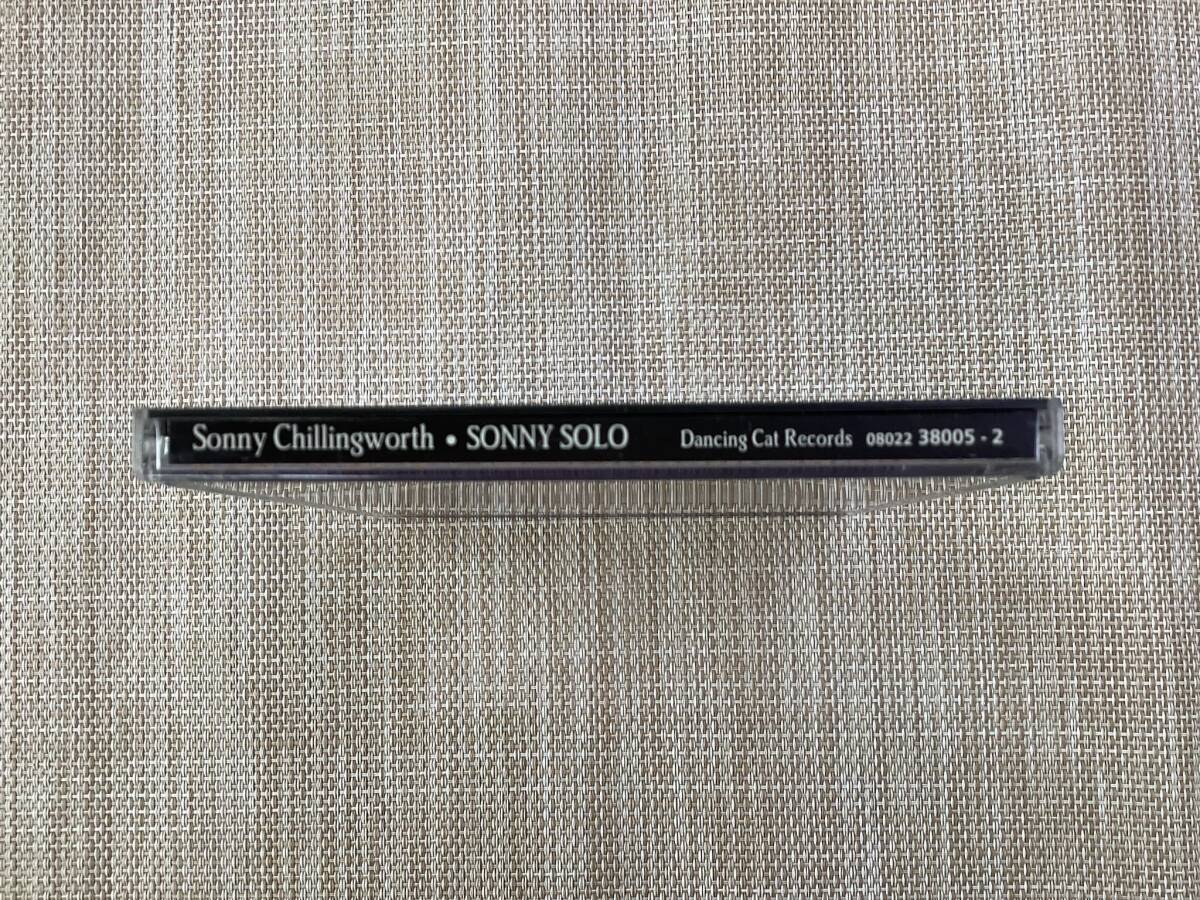 Sonny Chillingworth • SONNY SOLO Dancing Cat Records 08022 38005-2